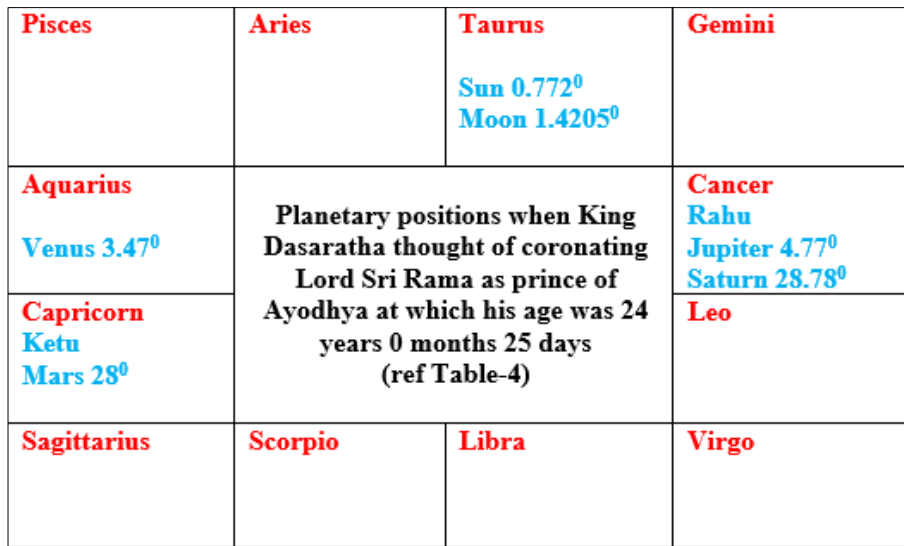 Pisces
Aries
Taurus
Sun 0.772⁰
Moon 1.4205⁰
Gemini
Aquarius
Venus 3.47⁰
Planetary positions when King
Dasaratha thought of coronating
Lord Sri Rama as prince of
Ayodhya at which his age was 24
years 0 months 25 days
(ref Table-4)
Cancer
Rahu
Jupiter 4.77⁰
Saturn 28.78⁰
Capricorn
Ketu
Mars 28⁰
Leo
Sagittarius
Scorpio
Libra
Virgo